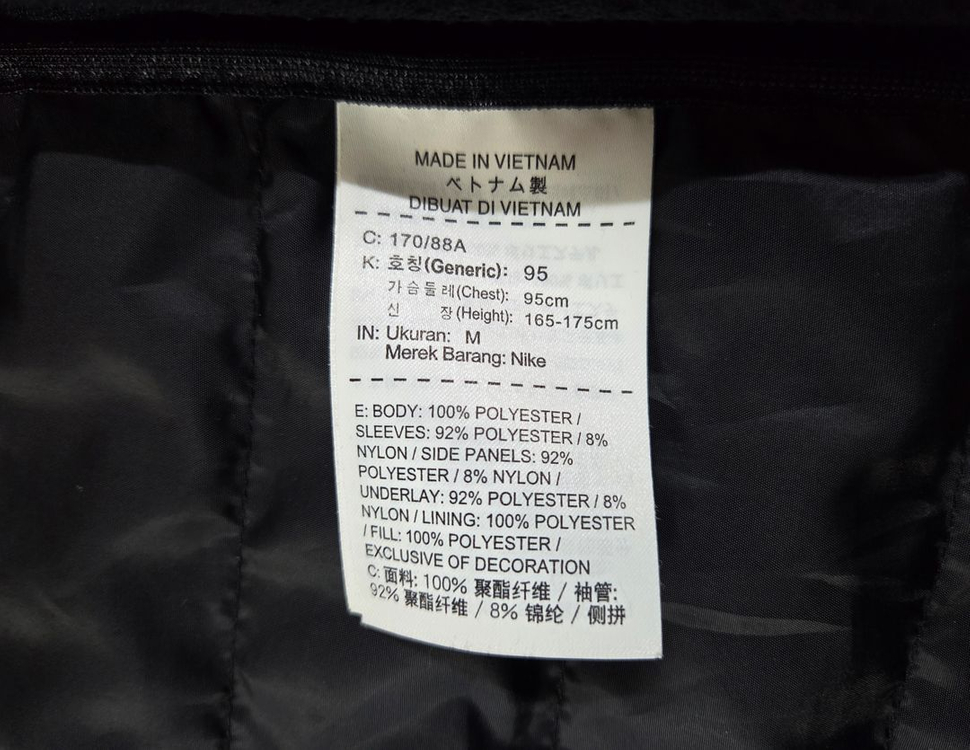 MADE IN VIETNAM
ベトナム製
DIBUAT DI VIETNAM
C: 170/88A
K: 호칭(Generic): 95
가슴둘레(Chest): 95cm
신 장(Height): 165-175cm
IN: Ukuran: M
Merek Barang: Nike
E: BODY: 100% POLYESTER /
SLEEVES: 92% POLYESTER / 8%
NYLON / SIDE PANELS: 92%
POLYESTER / 8% NYLON /
UNDERLAY: 92% POLYESTER / 8%
NYLON / LINING: 100% POLYESTER
/ FILL: 100% POLYESTER /
EXCLUSIVE OF DECORATION
C: 面料: 100% 聚酯纤维 / 袖管:
92% 聚酯纤维 / 8% 锦纶 / 侧拼